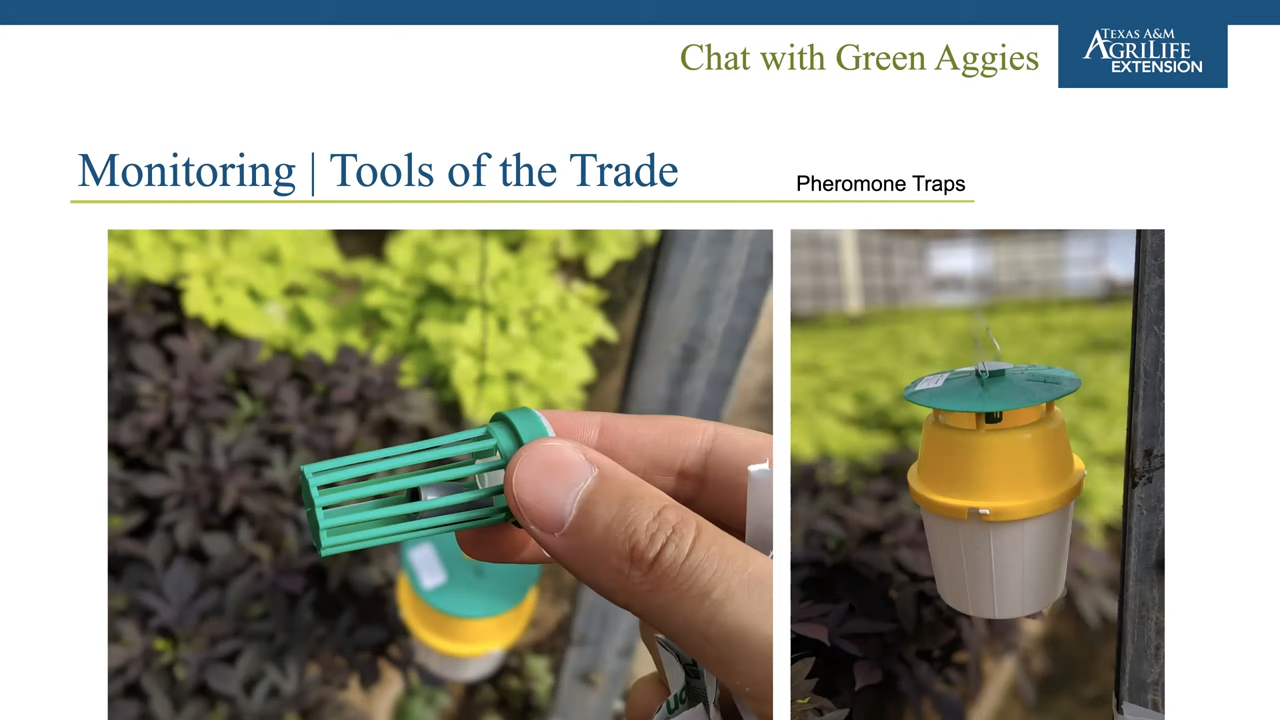 Chat with Green Aggies
TEXAS A&M
AGRILIFE
EXTENSION
Monitoring | Tools of the Trade
Pheromone Traps